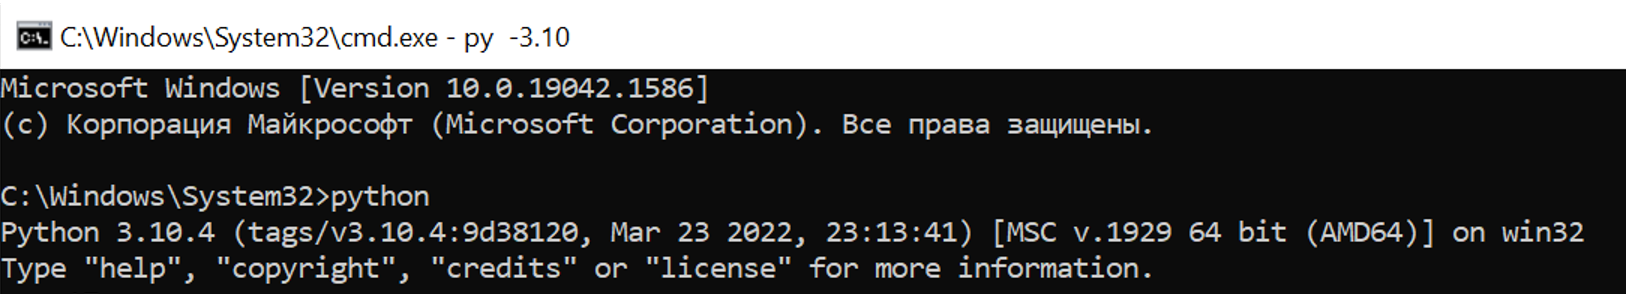 C:\Windows\System32\cmd.exe - py  -3.10
Microsoft Windows [Version 10.0.19042.1586]
(c) Корпорация Майкрософт (Microsoft Corporation). Все права защищены.
C:\Windows\System32>python
Python 3.10.4 (tags/v3.10.4:9d38120, Mar 23 2022, 23:13:41) [MSC v.1929 64 bit (AMD64)] on win32
Type "help", "copyright", "credits" or "license" for more information.